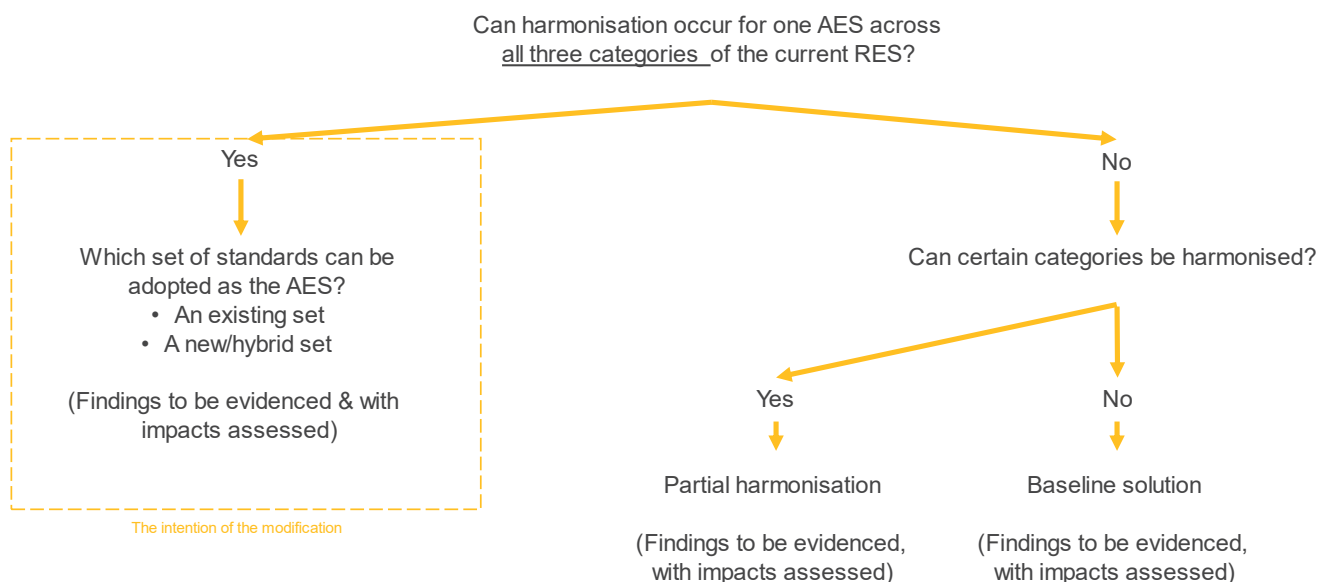 Can harmonisation occur for one AES across
all three categories of the current RES?
Yes
Which set of standards can be
adopted as the AES?
• An existing set
• A new/hybrid set
(Findings to be evidenced & with
impacts assessed)
The intention of the modification
No
Can certain categories be harmonised?
Yes
Partial harmonisation
(Findings to be evidenced,
with impacts assessed)
No
Baseline solution
(Findings to be evidenced,
with impacts assessed)